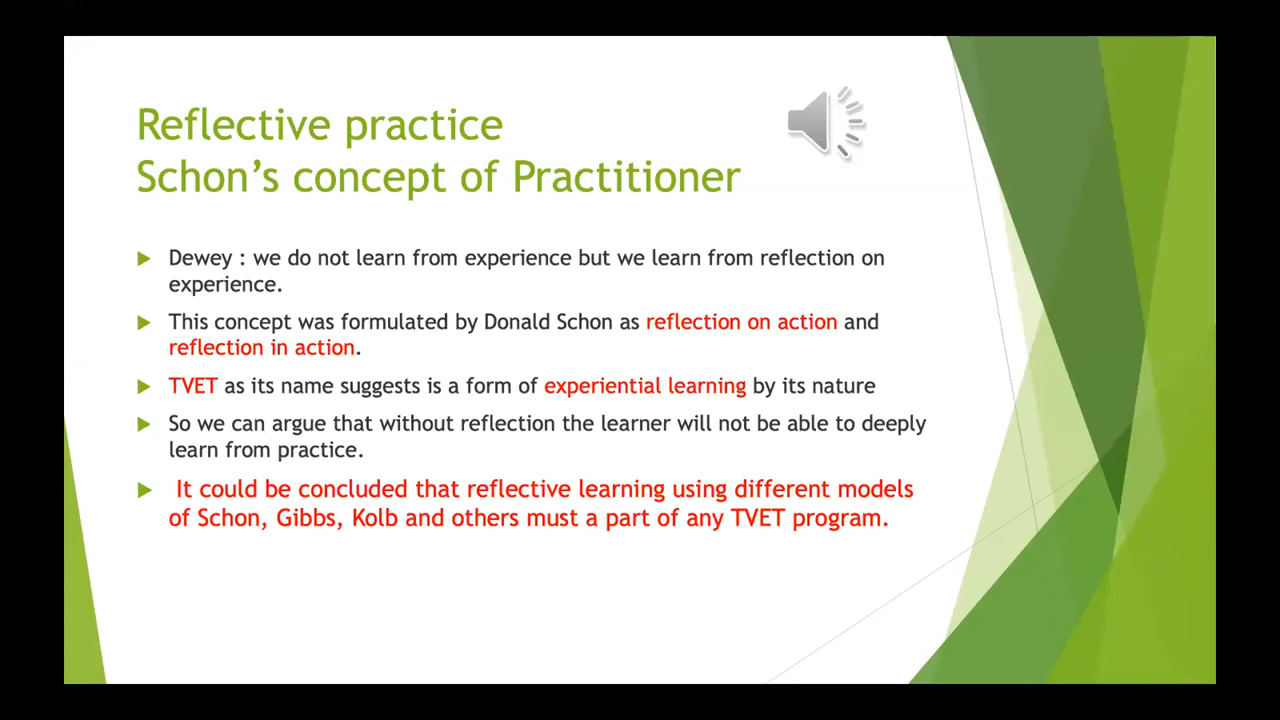 Reflective practice
Schon’s concept of Practitioner
Dewey : we do not learn from experience but we learn from reflection on
experience.
This concept was formulated by Donald Schon as reflection on action and
reflection in action.
TVET as its name suggests is a form of experiential learning by its nature
So we can argue that without reflection the learner will not be able to deeply
learn from practice.
It could be concluded that reflective learning using different models
of Schon, Gibbs, Kolb and others must a part of any TVET program.